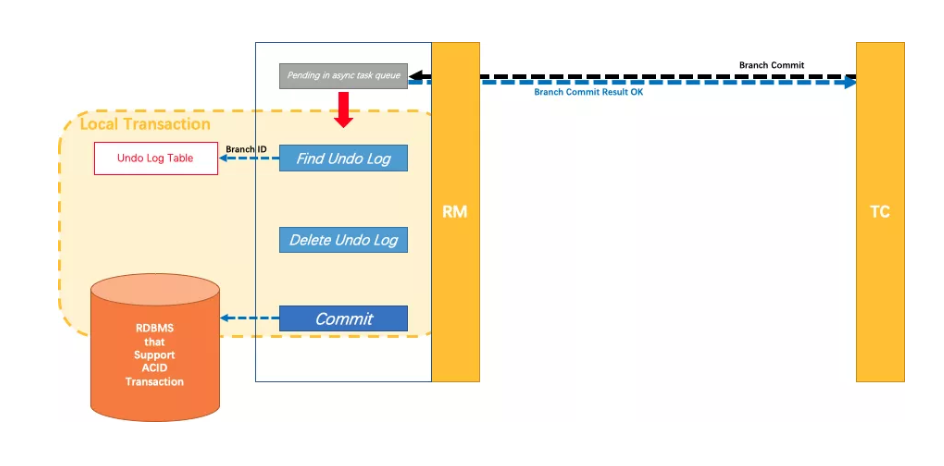 Branch Commit
Pending in async task queue
Branch Commit Result OK
Local Transaction
Branch ID
Undo Log Table
Find Undo Log
RM
TC
Delete Undo Log
Commit
RDBMS
that
Support
ACID
Transaction